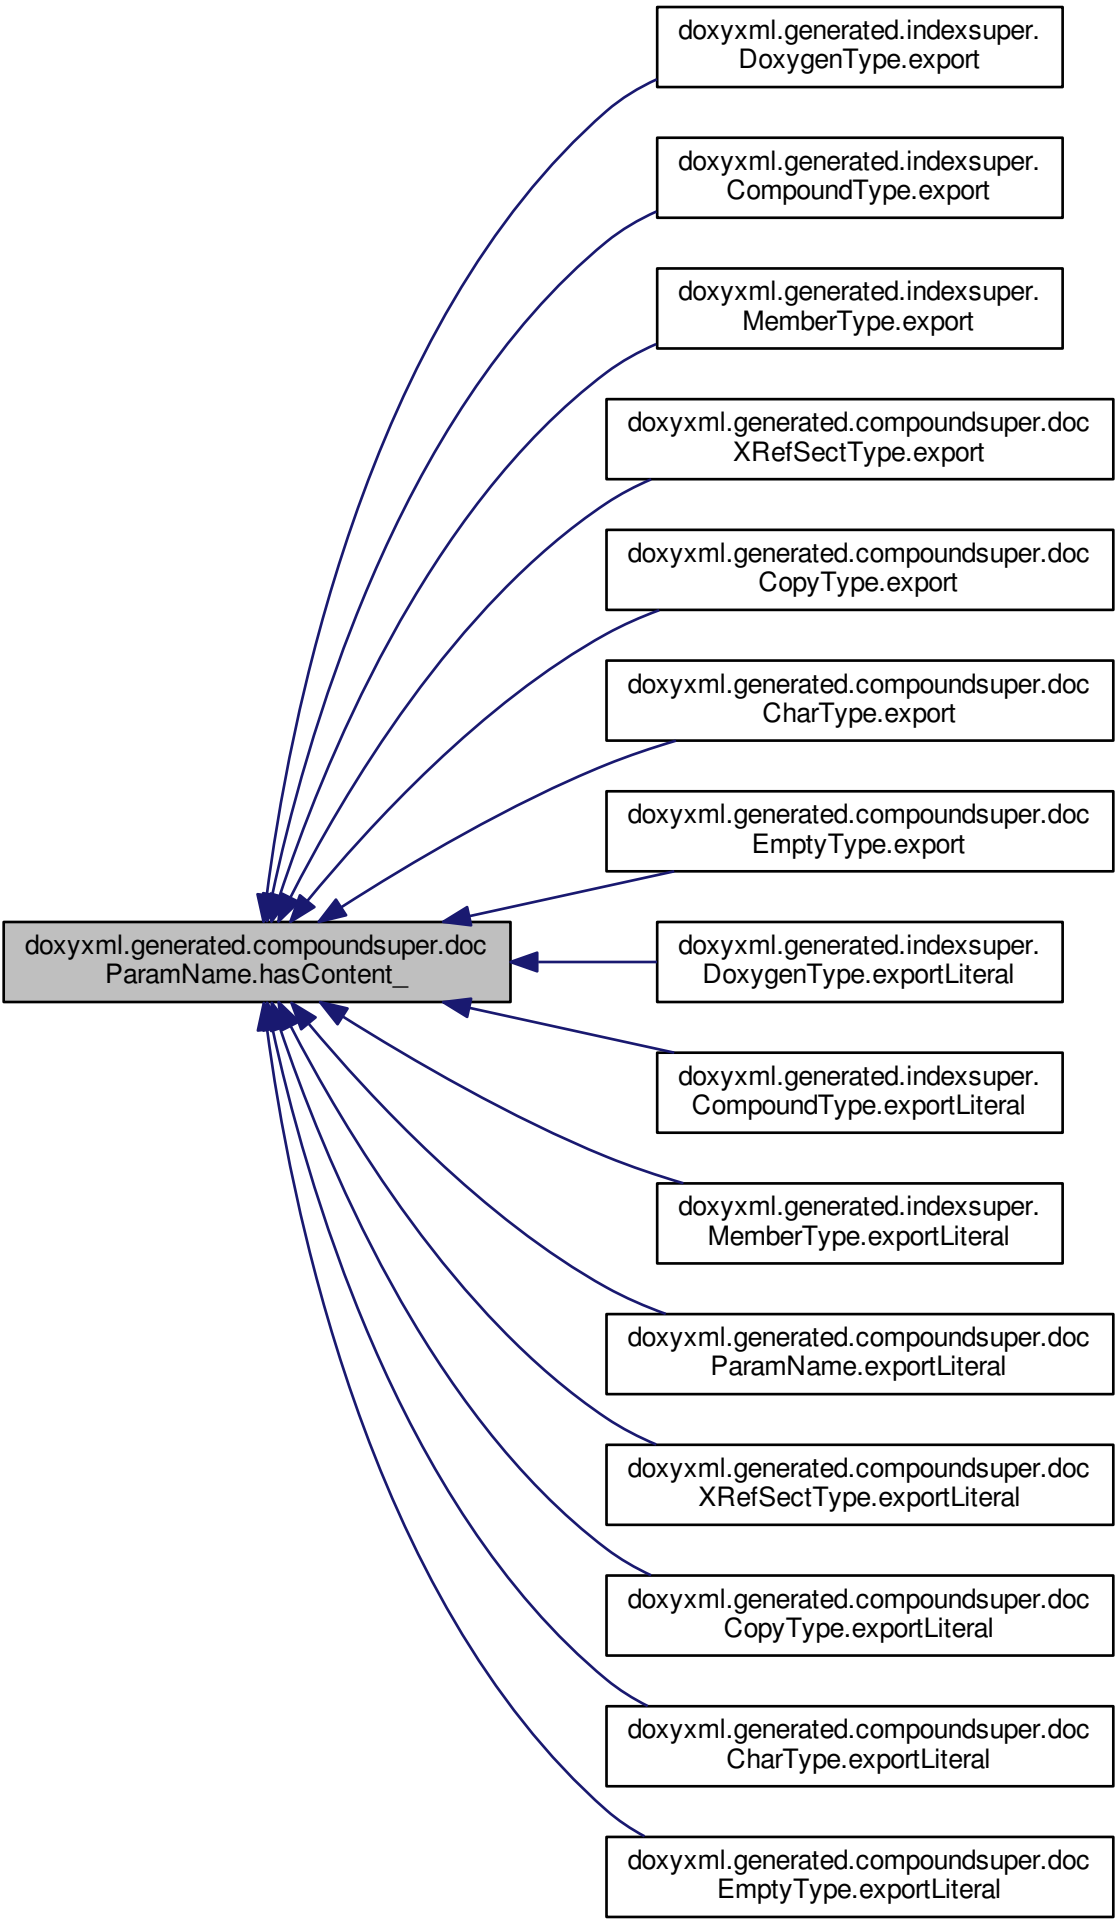 doxyxml.generated.indexsuper.
DoxygenType.export
doxyxml.generated.indexsuper.
CompoundType.export
doxyxml.generated.indexsuper.
MemberType.export
doxyxml.generated.compoundsuper.doc
XRefSectType.export
doxyxml.generated.compoundsuper.doc
CopyType.export
doxyxml.generated.compoundsuper.doc
CharType.export
doxyxml.generated.compoundsuper.doc
EmptyType.export
doxyxml.generated.compoundsuper.doc
ParamName.hasContent_
doxyxml.generated.indexsuper.
DoxygenType.exportLiteral
doxyxml.generated.indexsuper.
CompoundType.exportLiteral
doxyxml.generated.indexsuper.
MemberType.exportLiteral
doxyxml.generated.compoundsuper.doc
ParamName.exportLiteral
doxyxml.generated.compoundsuper.doc
XRefSectType.exportLiteral
doxyxml.generated.compoundsuper.doc
CopyType.exportLiteral
doxyxml.generated.compoundsuper.doc
CharType.exportLiteral
doxyxml.generated.compoundsuper.doc
EmptyType.exportLiteral